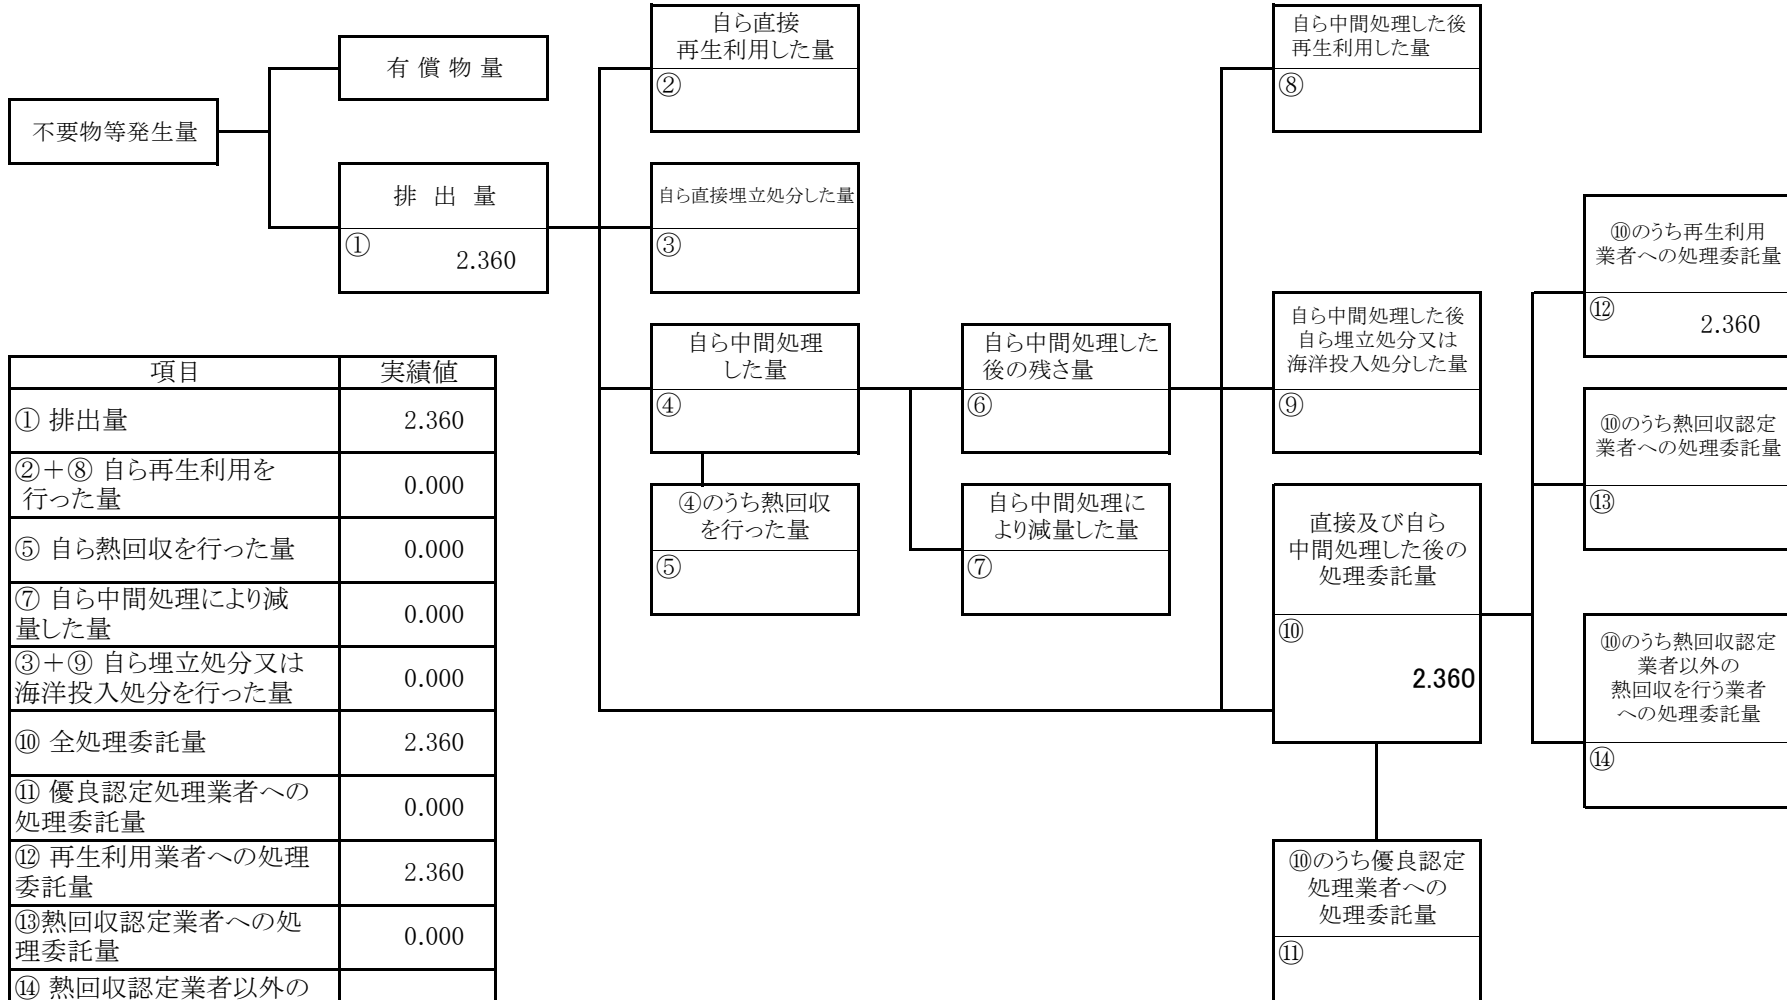 不要物等発生量
有 償 物 量
排 出 量
①
2.360
自ら直接
再生利用した量
②
自ら直接埋立処分した量
③
自ら中間処理
した量
④
④のうち熱回収
を行った量
⑤
自ら中間処理した
後の残さ量
⑥
自ら中間処理に
より減量した量
⑦
自ら中間処理した後
再生利用した量
⑧
自ら中間処理した後
自ら埋立処分又は
海洋投入処分した量
⑨
直接及び自ら
中間処理した後の
処理委託量
⑩
2.360
⑩のうち優良認定
処理業者への
処理委託量
⑪
⑩のうち再生利用
業者への処理委託量
⑫
2.360
⑩のうち熱回収認定
業者への処理委託量
⑬
⑩のうち熱回収認定
業者以外の
熱回収を行う業者
への処理委託量
⑭
項目 実績値
① 排出量 2.360
②+⑧ 自ら再生利用を
行った量 0.000
⑤ 自ら熱回収を行った量 0.000
⑦ 自ら中間処理により減
量した量 0.000
③+⑨ 自ら埋立処分又は
海洋投入処分を行った量 0.000
⑩ 全処理委託量 2.360
⑪ 優良認定処理業者への
処理委託量 0.000
⑫ 再生利用業者への処理
委託量 2.360
⑬熱回収認定業者への処
理委託量 0.000
⑭ 熱回収認定業者以外の